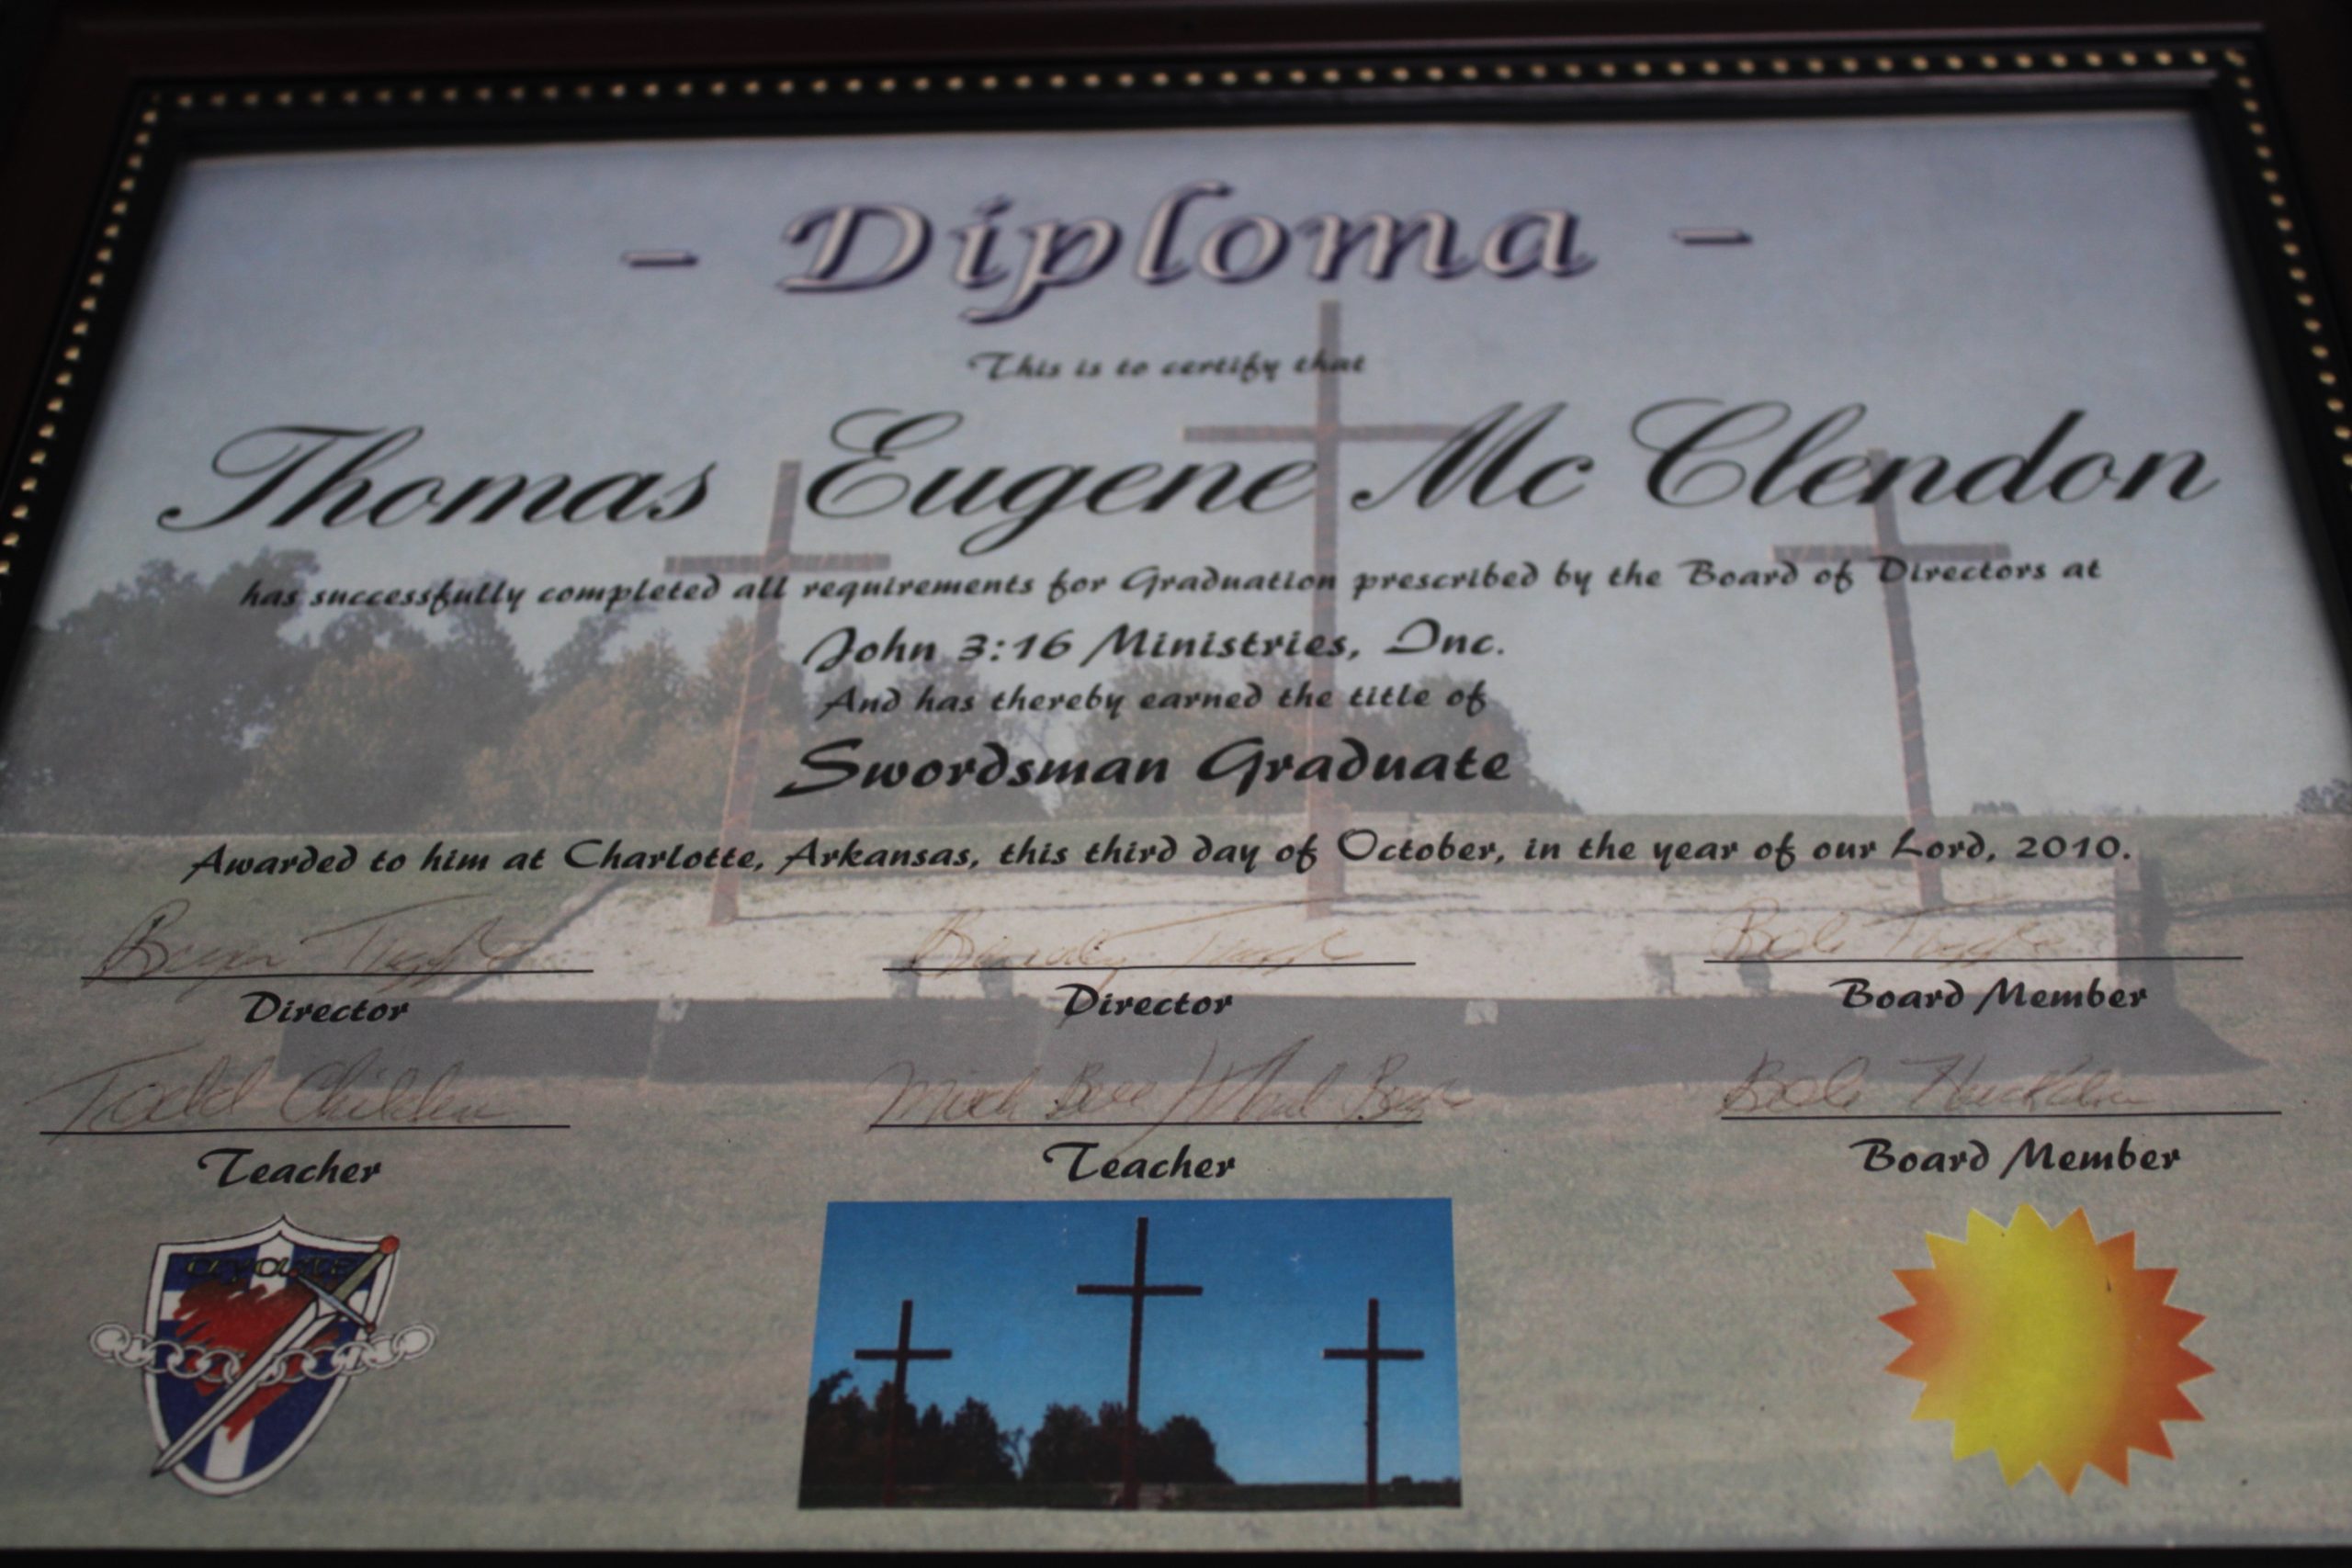 - Diploma -
This is to certify that
Thomas Eugene Mc Clendon
has successfully completed all requirements for Graduation prescribed by the Board of Directors at
John 3:16 Ministries, Inc.
And has thereby earned the title of
Swordsman Graduate
Awarded to him at Charlotte, Arkansas, this third day of October, in the year of our Lord, 2010.
Director Director Board Member
Todd
Teacher Teacher Board Member